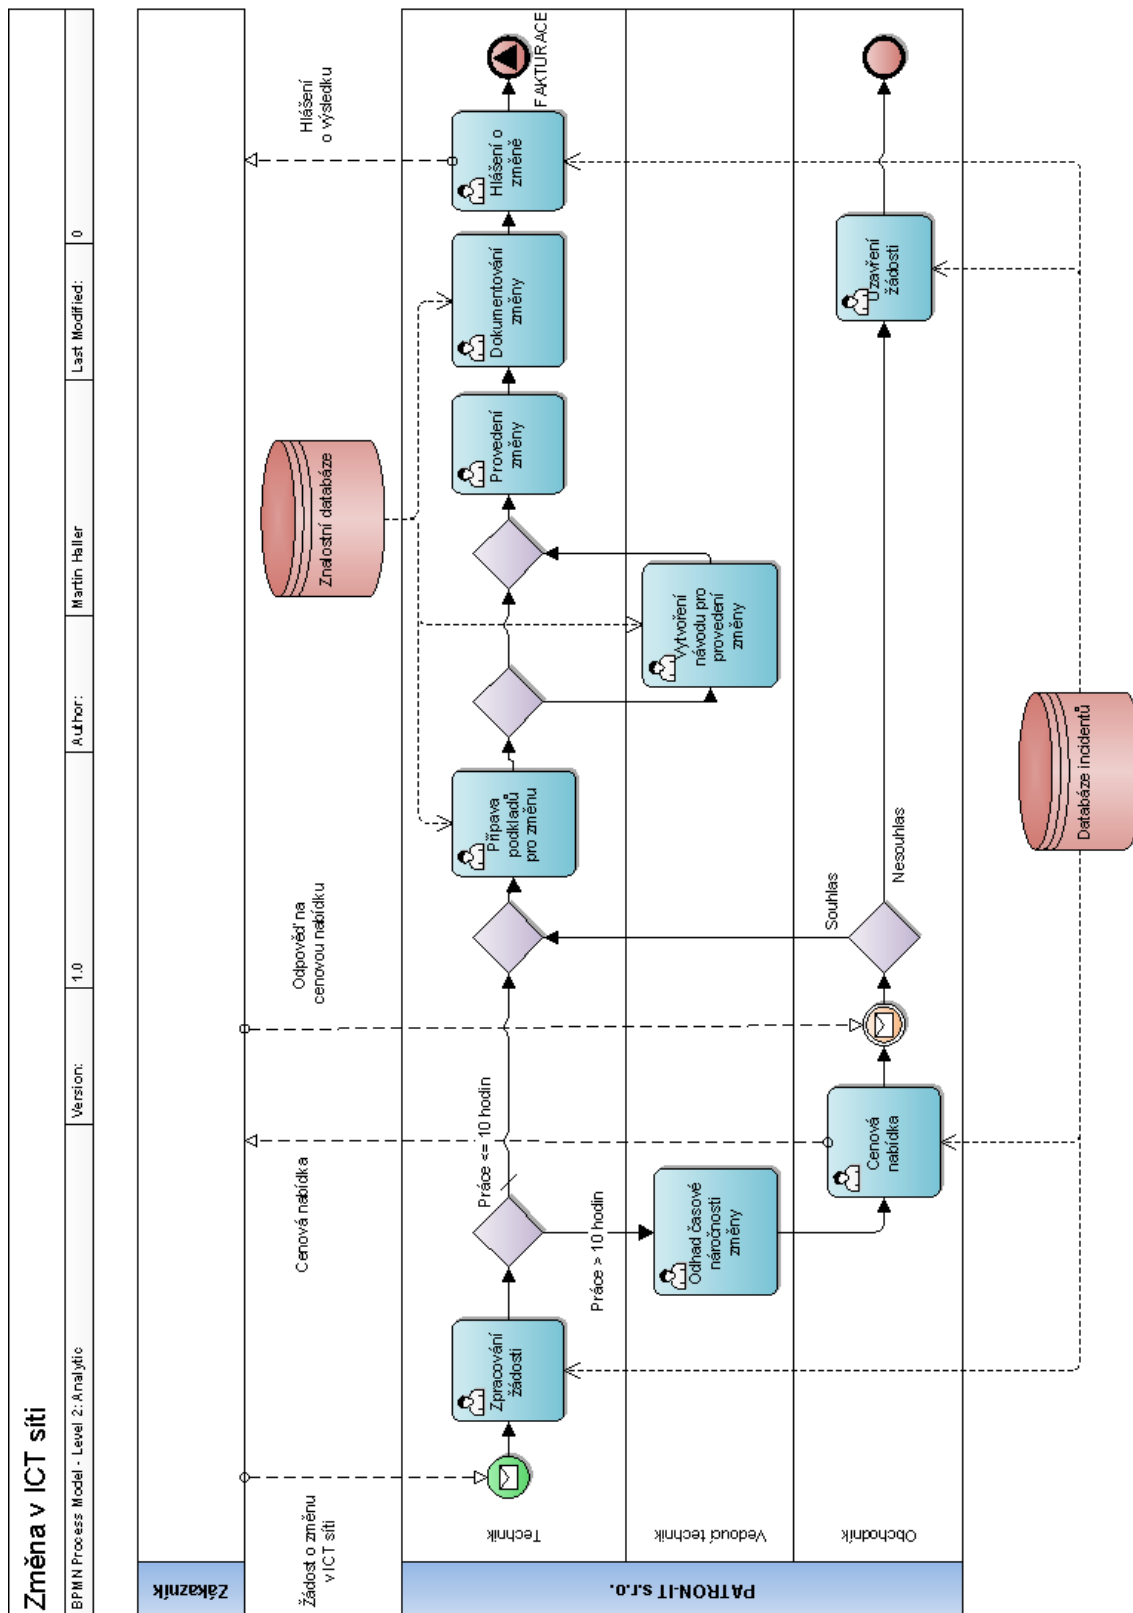 Změna v ICT síti
BPMN Process Model - Level 2: Analytic
Version:
1.0
Author:
Martin Haller
Last Modified:
0
Zákazník
Žádost o změnu
v ICT síti
Cenová nabídka
Odpověď na
cenovou nabídku
Znalostní databáze
Hlášení
o výsledku
PATRON-IT s.r.o.
Technik
Zpracování
žádosti
Práce <= 10 hodin
Práce > 10 hodin
Přípava
podkladů
pro změnu
Provedení
změny
Dokumentování
změny
Hlášení o
změně
FAKTURACE
Vedoucí technik
Odhad časové
náročnosti
změny
Vytvoření
návodu pro
provedení
změny
Obchodník
Cenová
nabídka
Souhlas
Nesouhlas
Uzavření
žádosti
Databáze incidentů